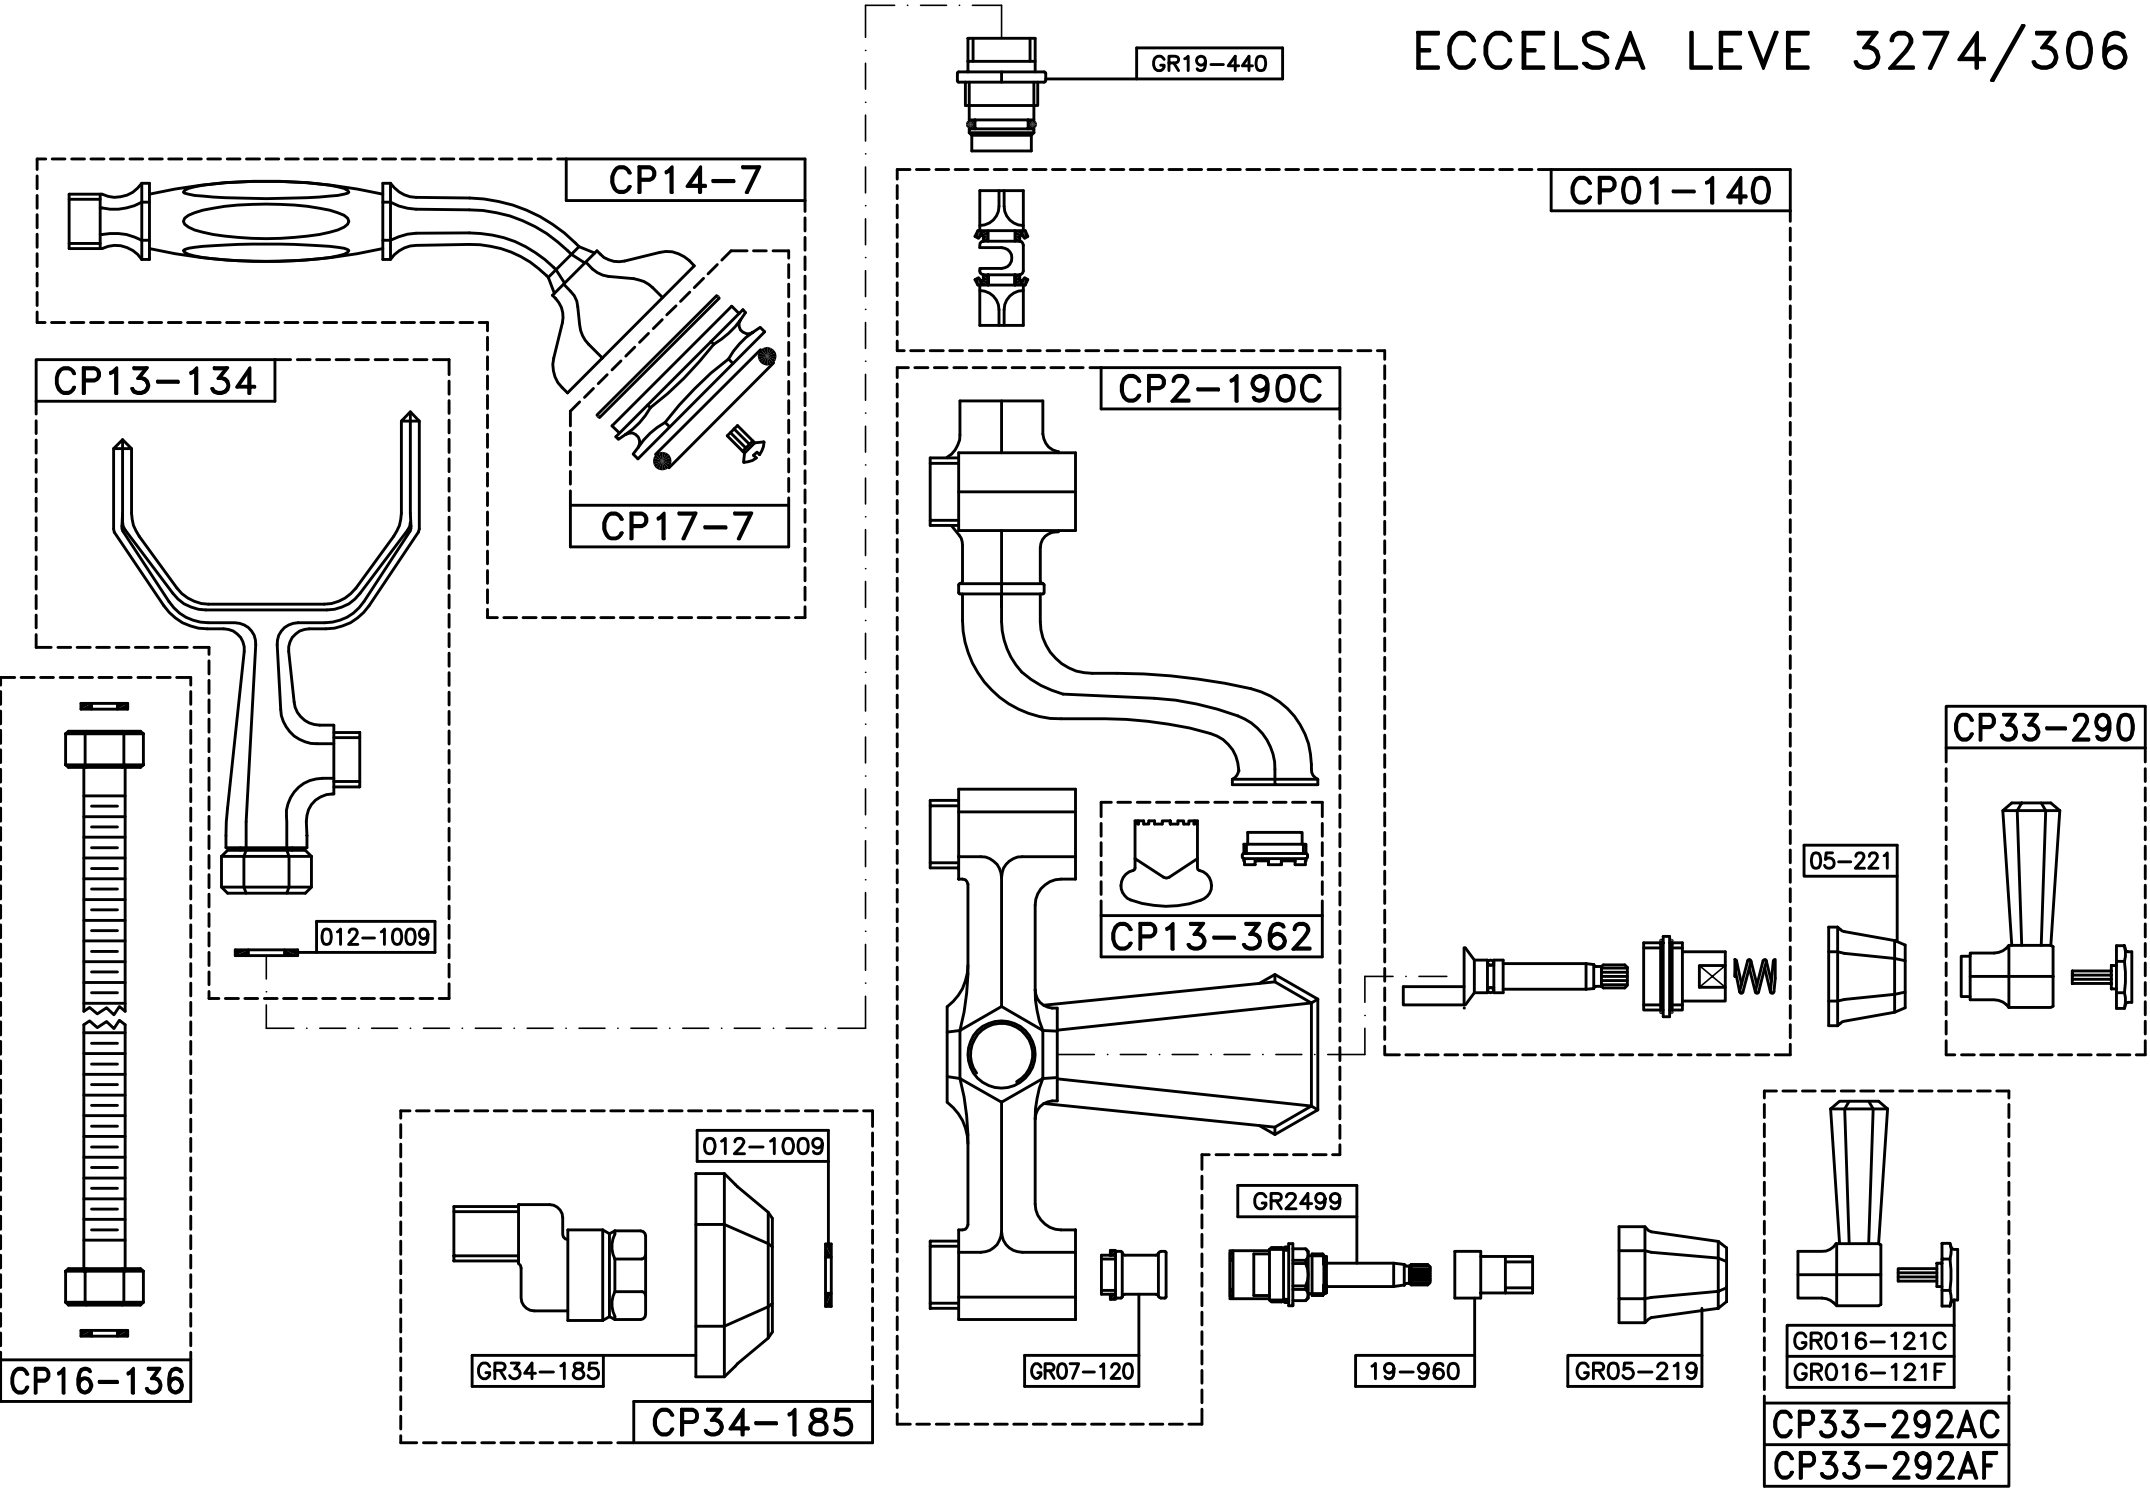 ECCELSA LEVE 3274/306
GR19-440
CP14-7
CP01-140
CP13-134
CP2-190C
CP17-7
CP33-290
05-221
012-1009
CP13-362
012-1009
GR2499
GR34-185
GR07-120
19-960
GR05-219
GR016-121C
GR016-121F
CP16-136
CP34-185
CP33-292AC
CP33-292AF